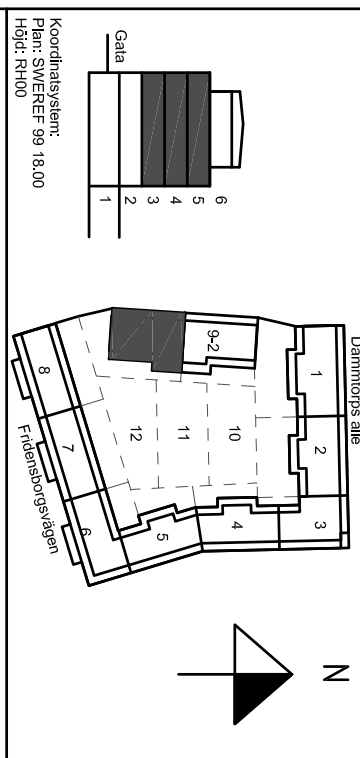 Dammtorps alle
N
1
2
3
9-2
10
11
12
4
5
8
7
6
Fridensborgsvägen
6
5
4
3
2
1
Gata
Koordinatsystem:
Plan: SWEREF 99 18.00
Höjd: RH00